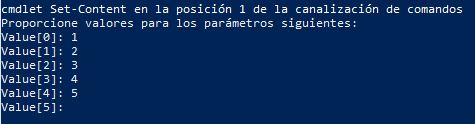 cmdlet Set-Content en la posición 1 de la canalización de comandos
Proporcione valores para los parámetros siguientes:
Value[0]: 1
Value[1]: 2
Value[2]: 3
Value[3]: 4
Value[4]: 5
Value[5]: